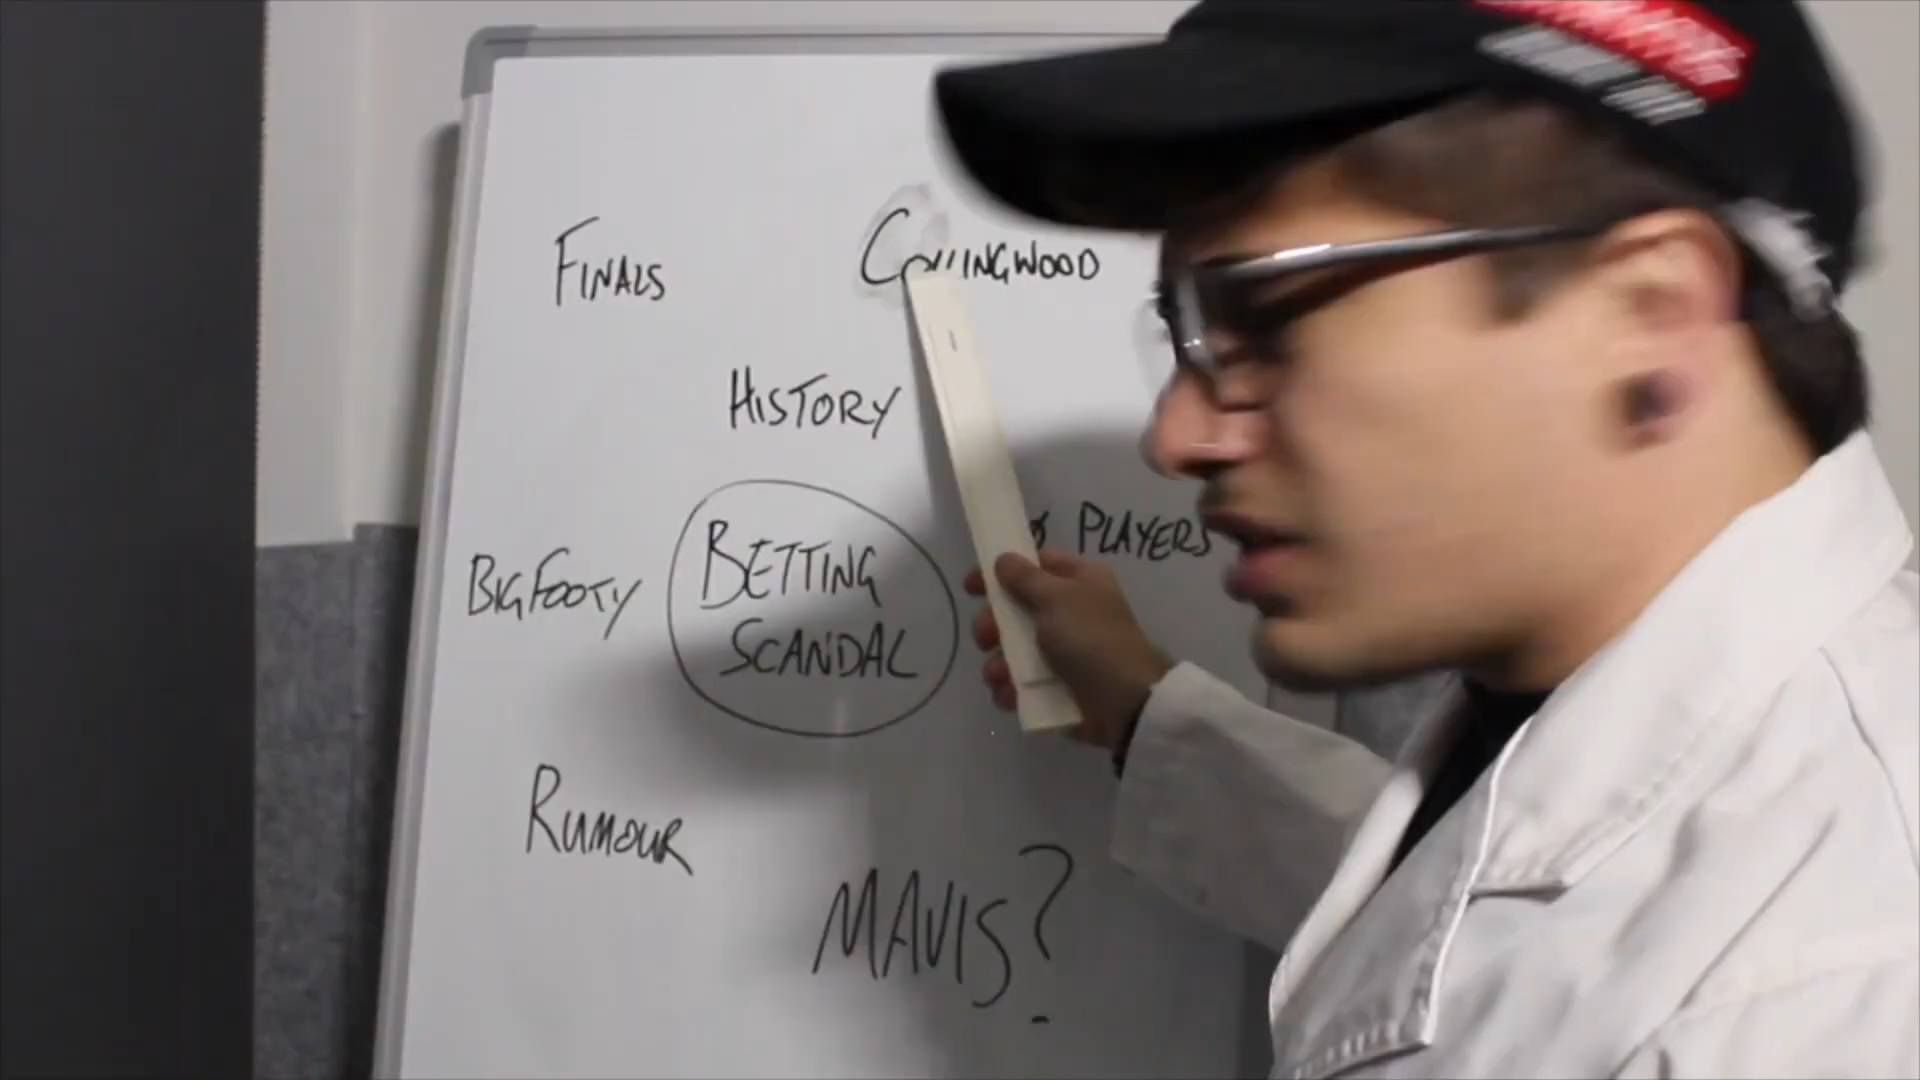 FINALS
COLLINGWOOD
HISTORY
PLAYERS
BIGFOOTY
BETTING
SCANDAL
RUMOUR
MAVIS?